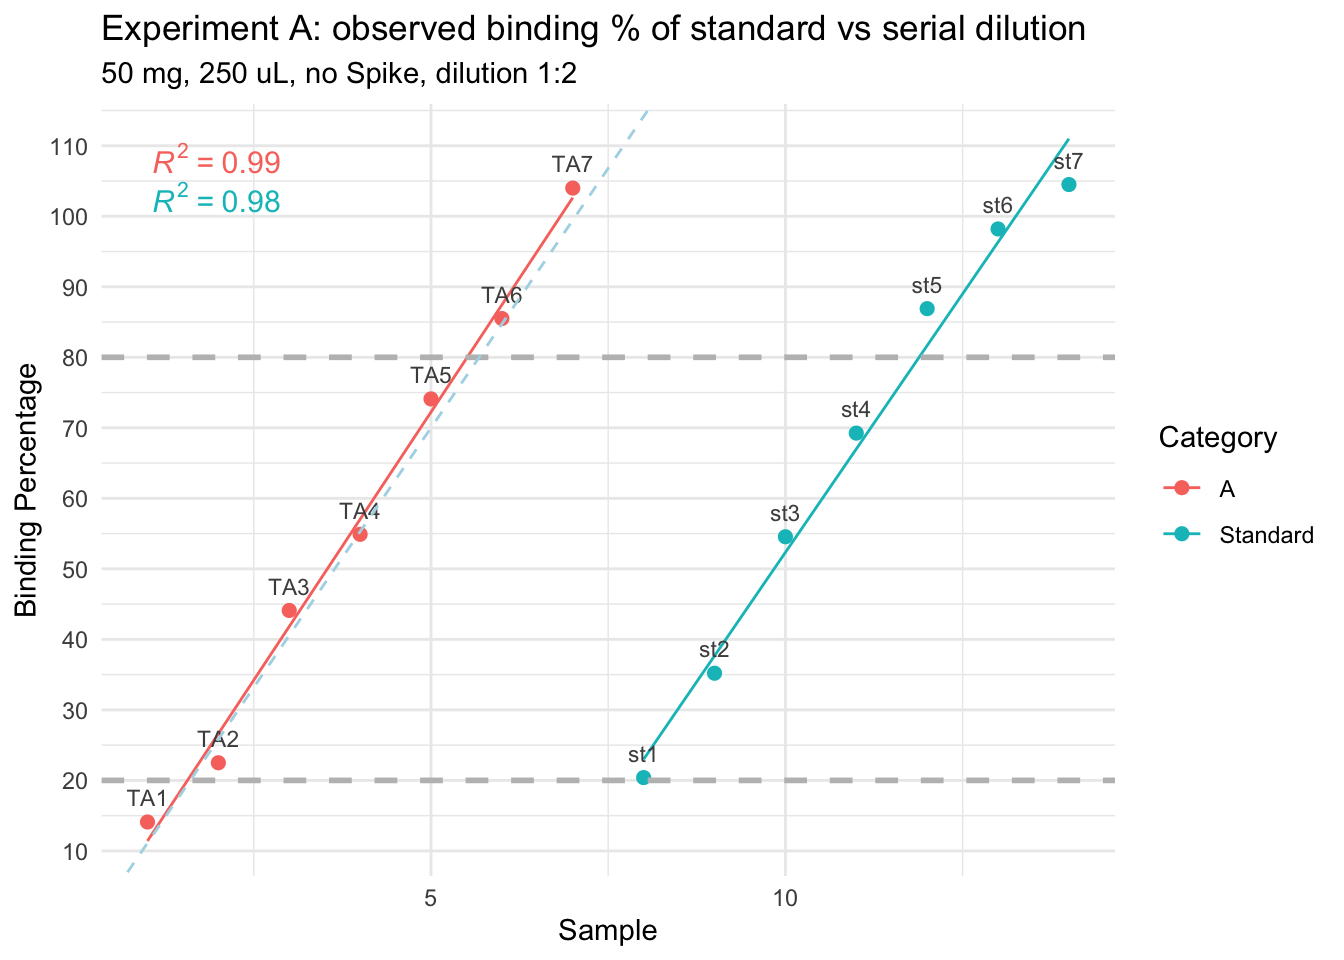 Experiment A: observed binding % of standard vs serial dilution
50 mg, 250 uL, no Spike, dilution 1:2
R² = 0.99
R² = 0.98
110
100
90
80
70
60
50
40
30
20
10
Binding Percentage
TA1
TA2
TA3
TA4
TA5
TA6
TA7
st1
st2
st3
st4
st5
st6
st7
5
10
Sample
Category
A
Standard